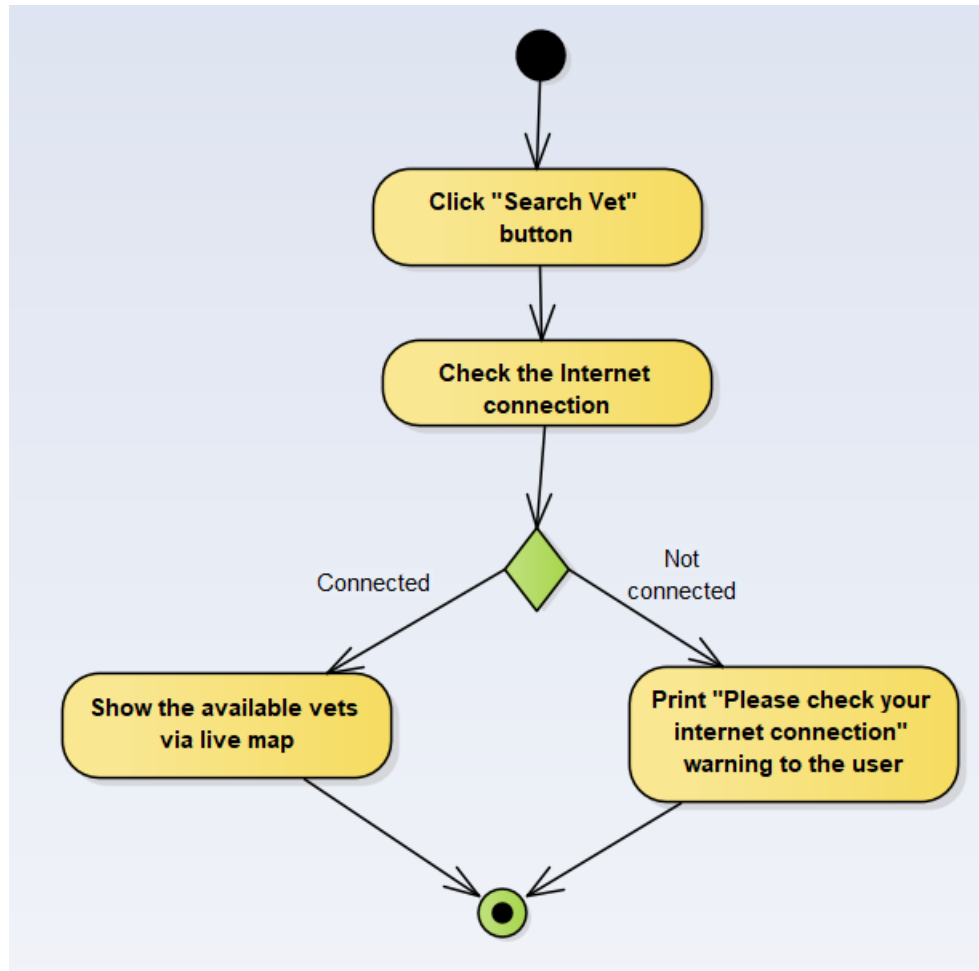 Click "Search Vet"
button
Check the Internet
connection
Connected
Not
connected
Show the available vets
via live map
Print "Please check your
internet connection"
warning to the user